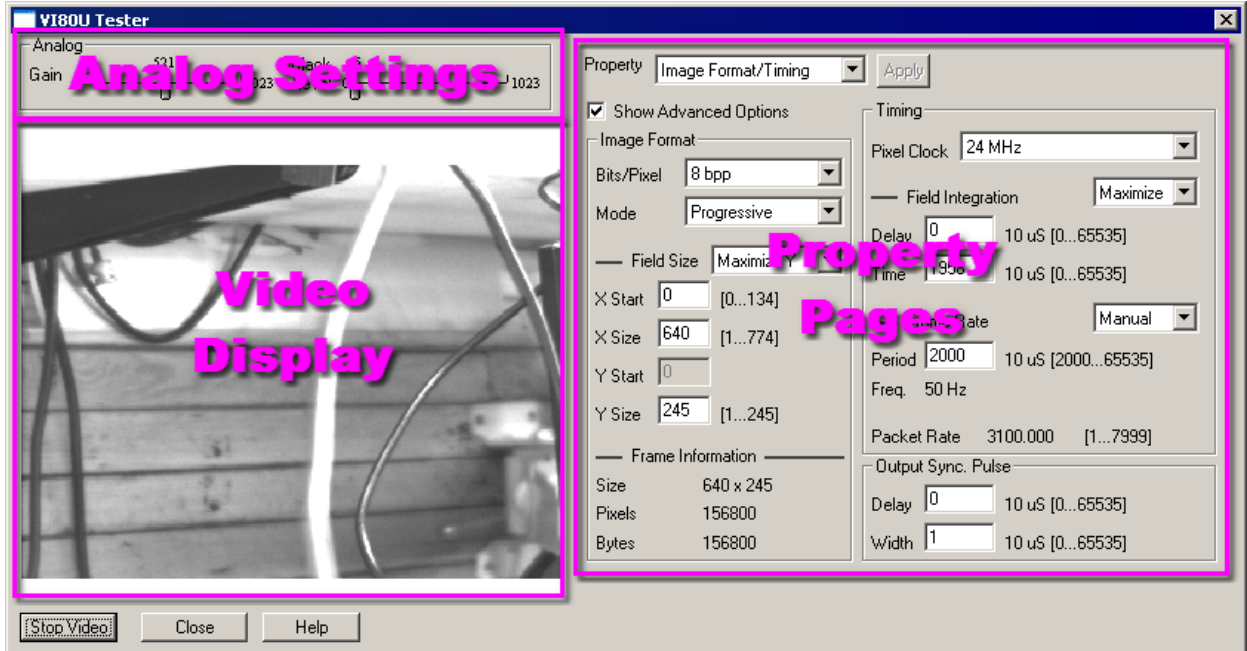 VI80U Tester
Analog
Gain
1023
1023
Analog Settings
Video
Display
Stop Video
Close
Help
Property
Image Format/Timing
Apply
Show Advanced Options
Image Format
Bits/Pixel
8 bpp
Mode
Progressive
Field Size
X Start
0
[0...134]
X Size
640
[1...774]
Y Start
0
Y Size
245
[1...245]
Frame Information
Size
640 x 245
Pixels
156800
Bytes
156800
Property
Pages
Timing
Pixel Clock
24 MHz
Field Integration
Maximize
Delay
0
10 uS [0...65535]
Time
1958
10 uS [0...65535]
Rate
Manual
Period
2000
10 uS [2000...65535]
Freq.
50 Hz
Packet Rate
3100.000
[1...7999]
Output Sync. Pulse
Delay
0
10 uS [0...65535]
Width
1
10 uS [0...65535]